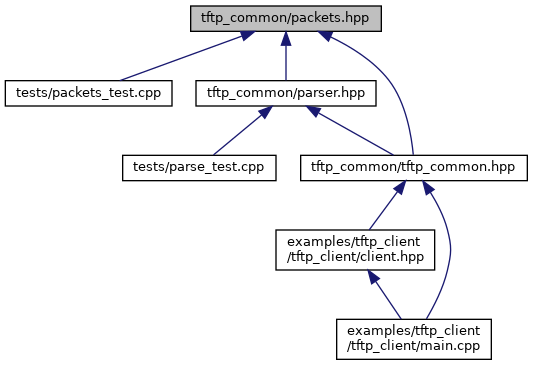 tftp_common/packets.hpp
tests/packets_test.cpp
tftp_common/parser.hpp
tests/parse_test.cpp
tftp_common/tftp_common.hpp
examples/tftp_client
/tftp_client/client.hpp
examples/tftp_client
/tftp_client/main.cpp